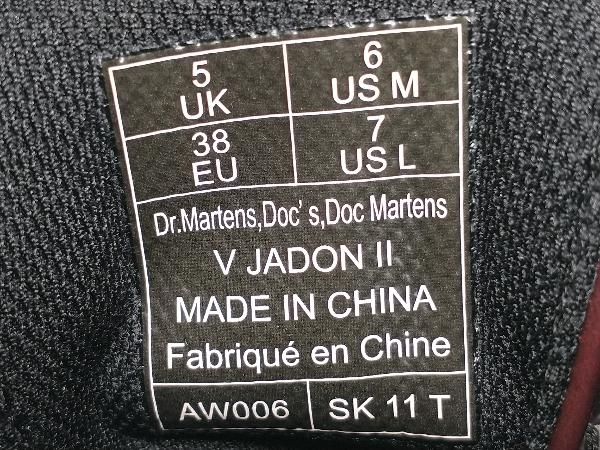 5 UK
6 US M
38 EU
7 US L
Dr.Martens,Doc's,Doc Martens
V JADON II
MADE IN CHINA
Fabriqué en Chine
AW006
SK 11 T